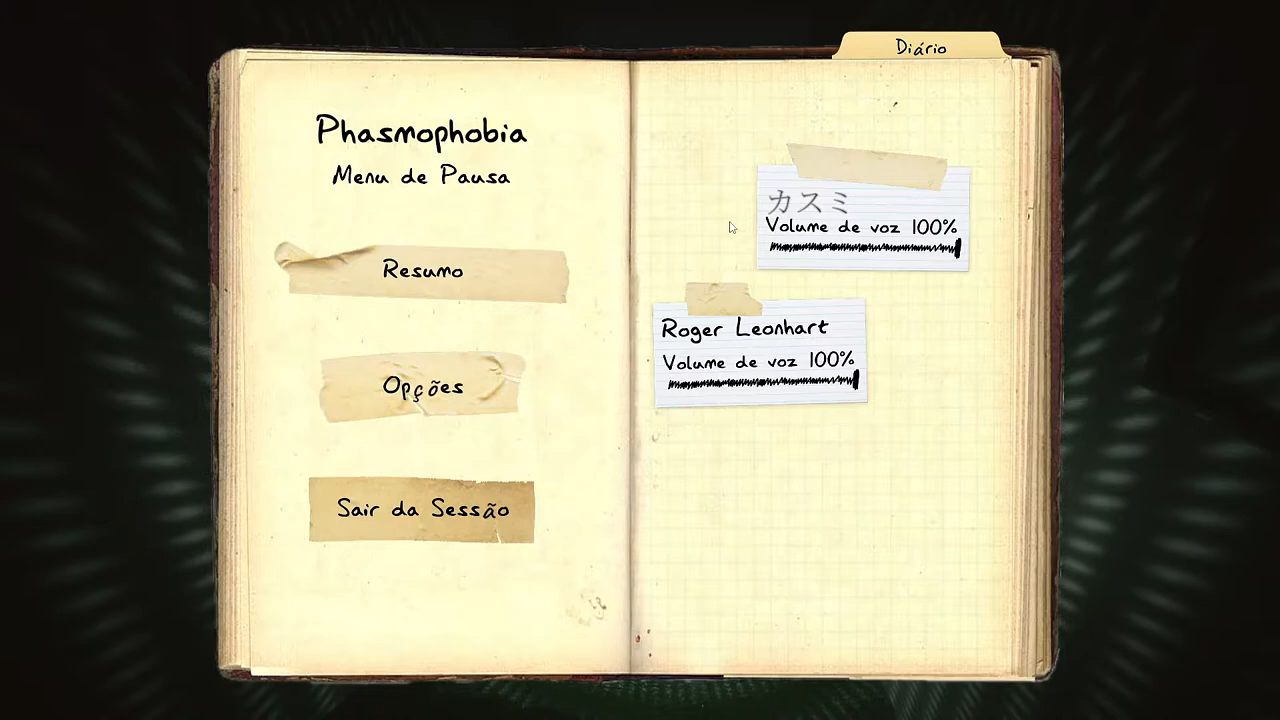 Diário
Phasmophobia
Menu de Pausa
Resumo
Opções
Sair da Sessão
カスミ
Volume de voz 100%
Roger Leonhart
Volume de voz 100%